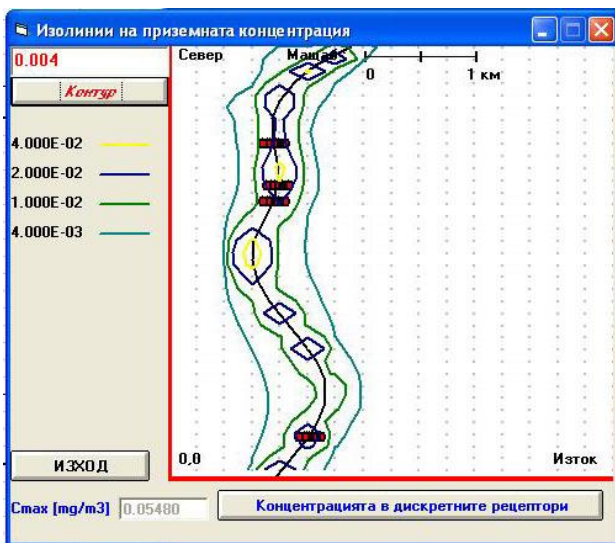 Изолинии на приземната концентрация
0.004
Контур
4.000E-02
2.000E-02
1.000E-02
4.000E-03
Север
0
1 км
0,0
Изток
ИЗХОД
Cmax [mg/m3] 0.05480
Концентрацията в дискретните рецептори